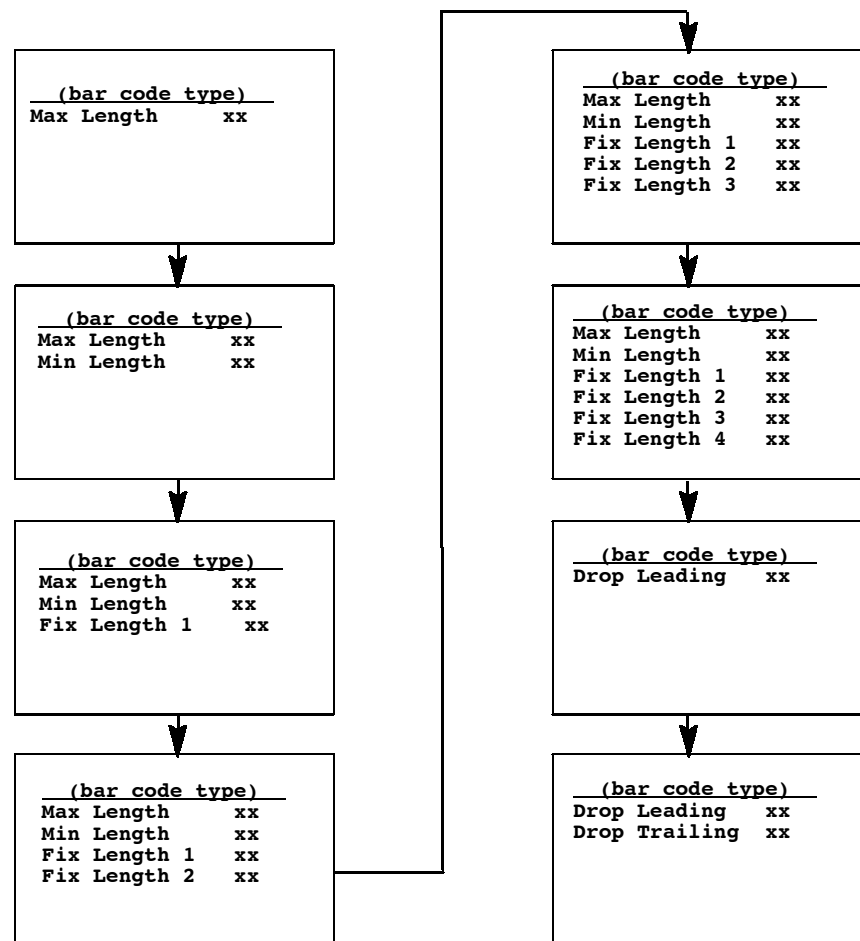 (bar code type)
Max Length xx
(bar code type)
Max Length xx
Min Length xx
(bar code type)
Max Length xx
Min Length xx
Fix Length 1 xx
(bar code type)
Max Length xx
Min Length xx
Fix Length 1 xx
Fix Length 2 xx
(bar code type)
Max Length xx
Min Length xx
Fix Length 1 xx
Fix Length 2 xx
Fix Length 3 xx
(bar code type)
Max Length xx
Min Length xx
Fix Length 1 xx
Fix Length 2 xx
Fix Length 3 xx
Fix Length 4 xx
(bar code type)
Drop Leading xx
(bar code type)
Drop Leading xx
Drop Trailing xx